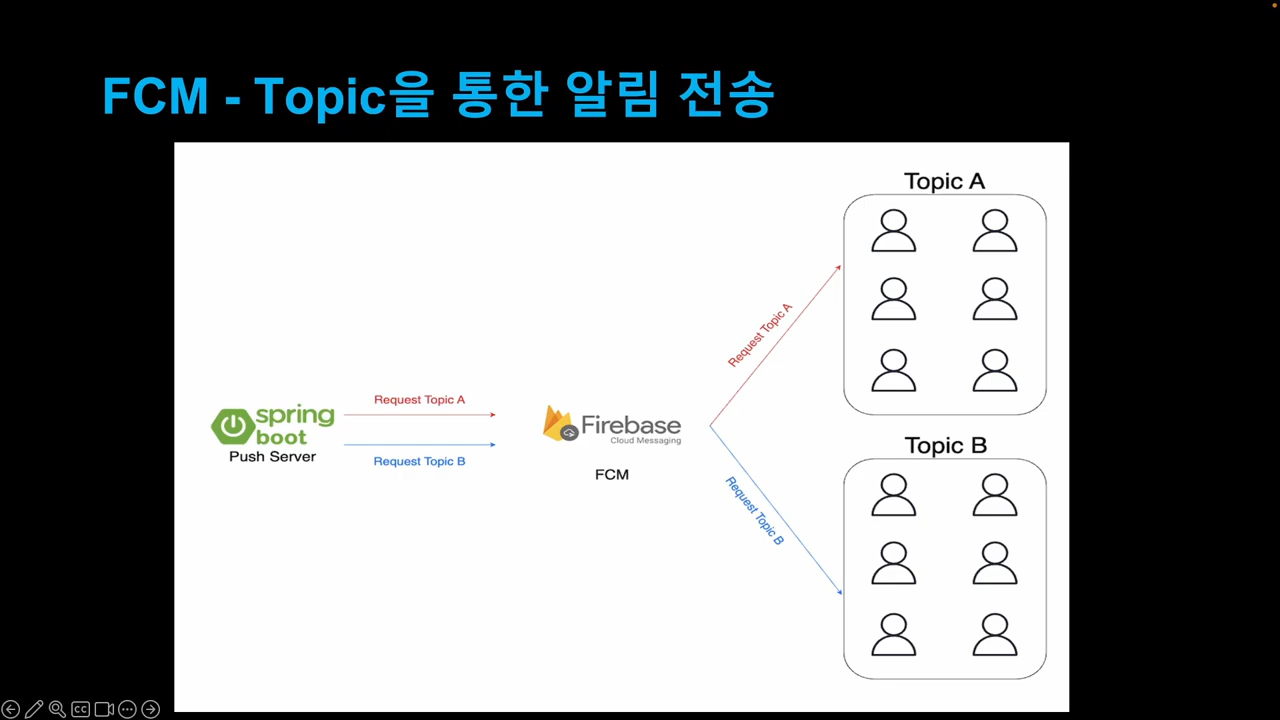 FCM - Topic을 통한 알림 전송
Topic A
Request Topic A
Request Topic A
spring
boot
Push Server
Firebase
Cloud Messaging
FCM
Request Topic B
Topic B
Request Topic B
CC